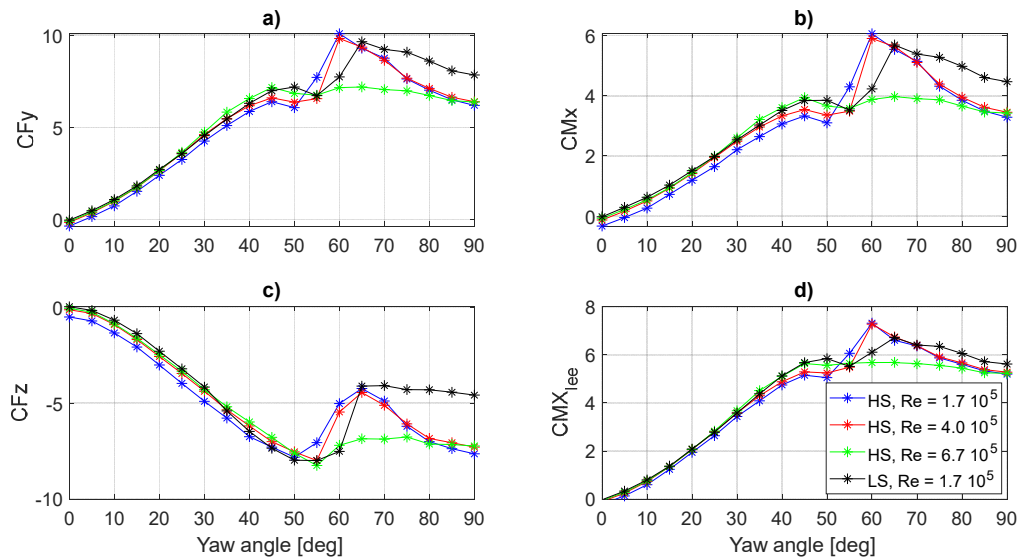 a)
CFy
10
5
0
0 10 20 30 40 50 60 70 80 90
b)
CMx
6
4
2
0
0 10 20 30 40 50 60 70 80 90
c)
CFz
0
-5
-10
0 10 20 30 40 50 60 70 80 90
Yaw angle [deg]
d)
CMX_lee
8
6
4
2
0
HS, Re = 1.7 10^5
HS, Re = 4.0 10^5
HS, Re = 6.7 10^5
LS, Re = 1.7 10^5
0 10 20 30 40 50 60 70 80 90
Yaw angle [deg]